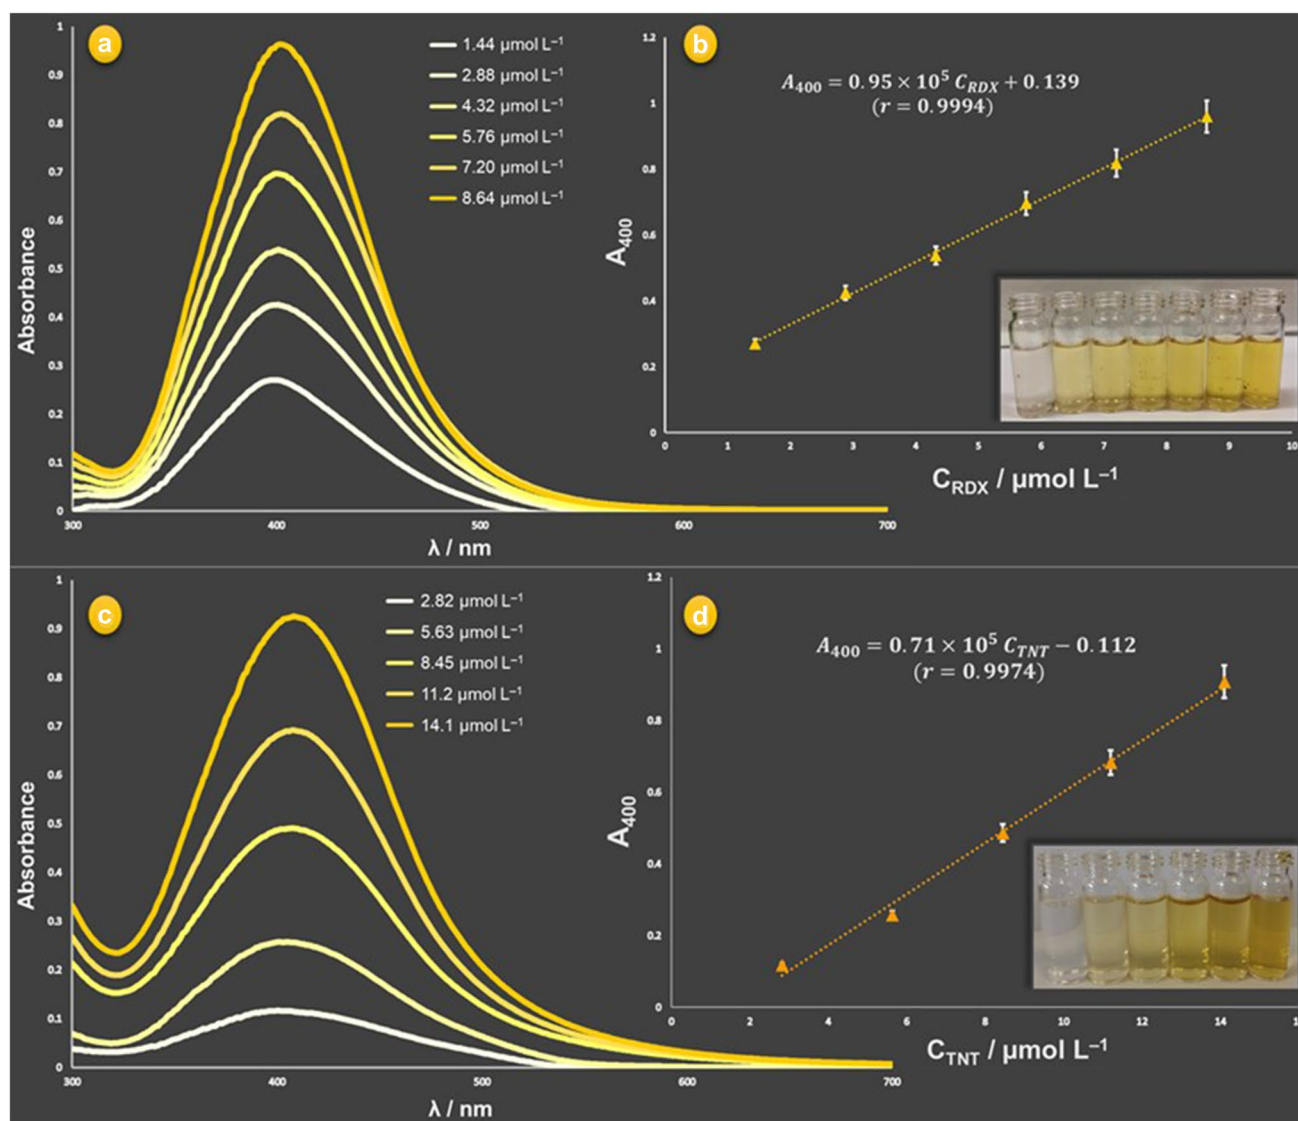 a
1
0.9
0.8
0.7
0.6
0.5
0.4
0.3
0.2
0.1
0
Absorbance
300
400
500
600
700
λ / nm
1.44 µmol L⁻¹
2.88 µmol L⁻¹
4.32 µmol L⁻¹
5.76 µmol L⁻¹
7.20 µmol L⁻¹
8.64 µmol L⁻¹
b
1.2
1
0.8
0.6
0.4
0.2
0
A₄₀₀
A₄₀₀ = 0.95 × 10⁵ C_RDX + 0.139
(r = 0.9994)
0 1 2 3 4 5 6 7 8 9 10
C_RDX / µmol L⁻¹
c
1
0.9
0.8
0.7
0.6
0.5
0.4
0.3
0.2
0.1
0
Absorbance
300
400
500
600
700
λ / nm
2.82 µmol L⁻¹
5.63 µmol L⁻¹
8.45 µmol L⁻¹
11.2 µmol L⁻¹
14.1 µmol L⁻¹
d
1.2
1
0.8
0.6
0.4
0.2
0
A₄₀₀
A₄₀₀ = 0.71 × 10⁵ C_TNT − 0.112
(r = 0.9974)
0 2 4 6 8 10 12 14
C_TNT / µmol L⁻¹